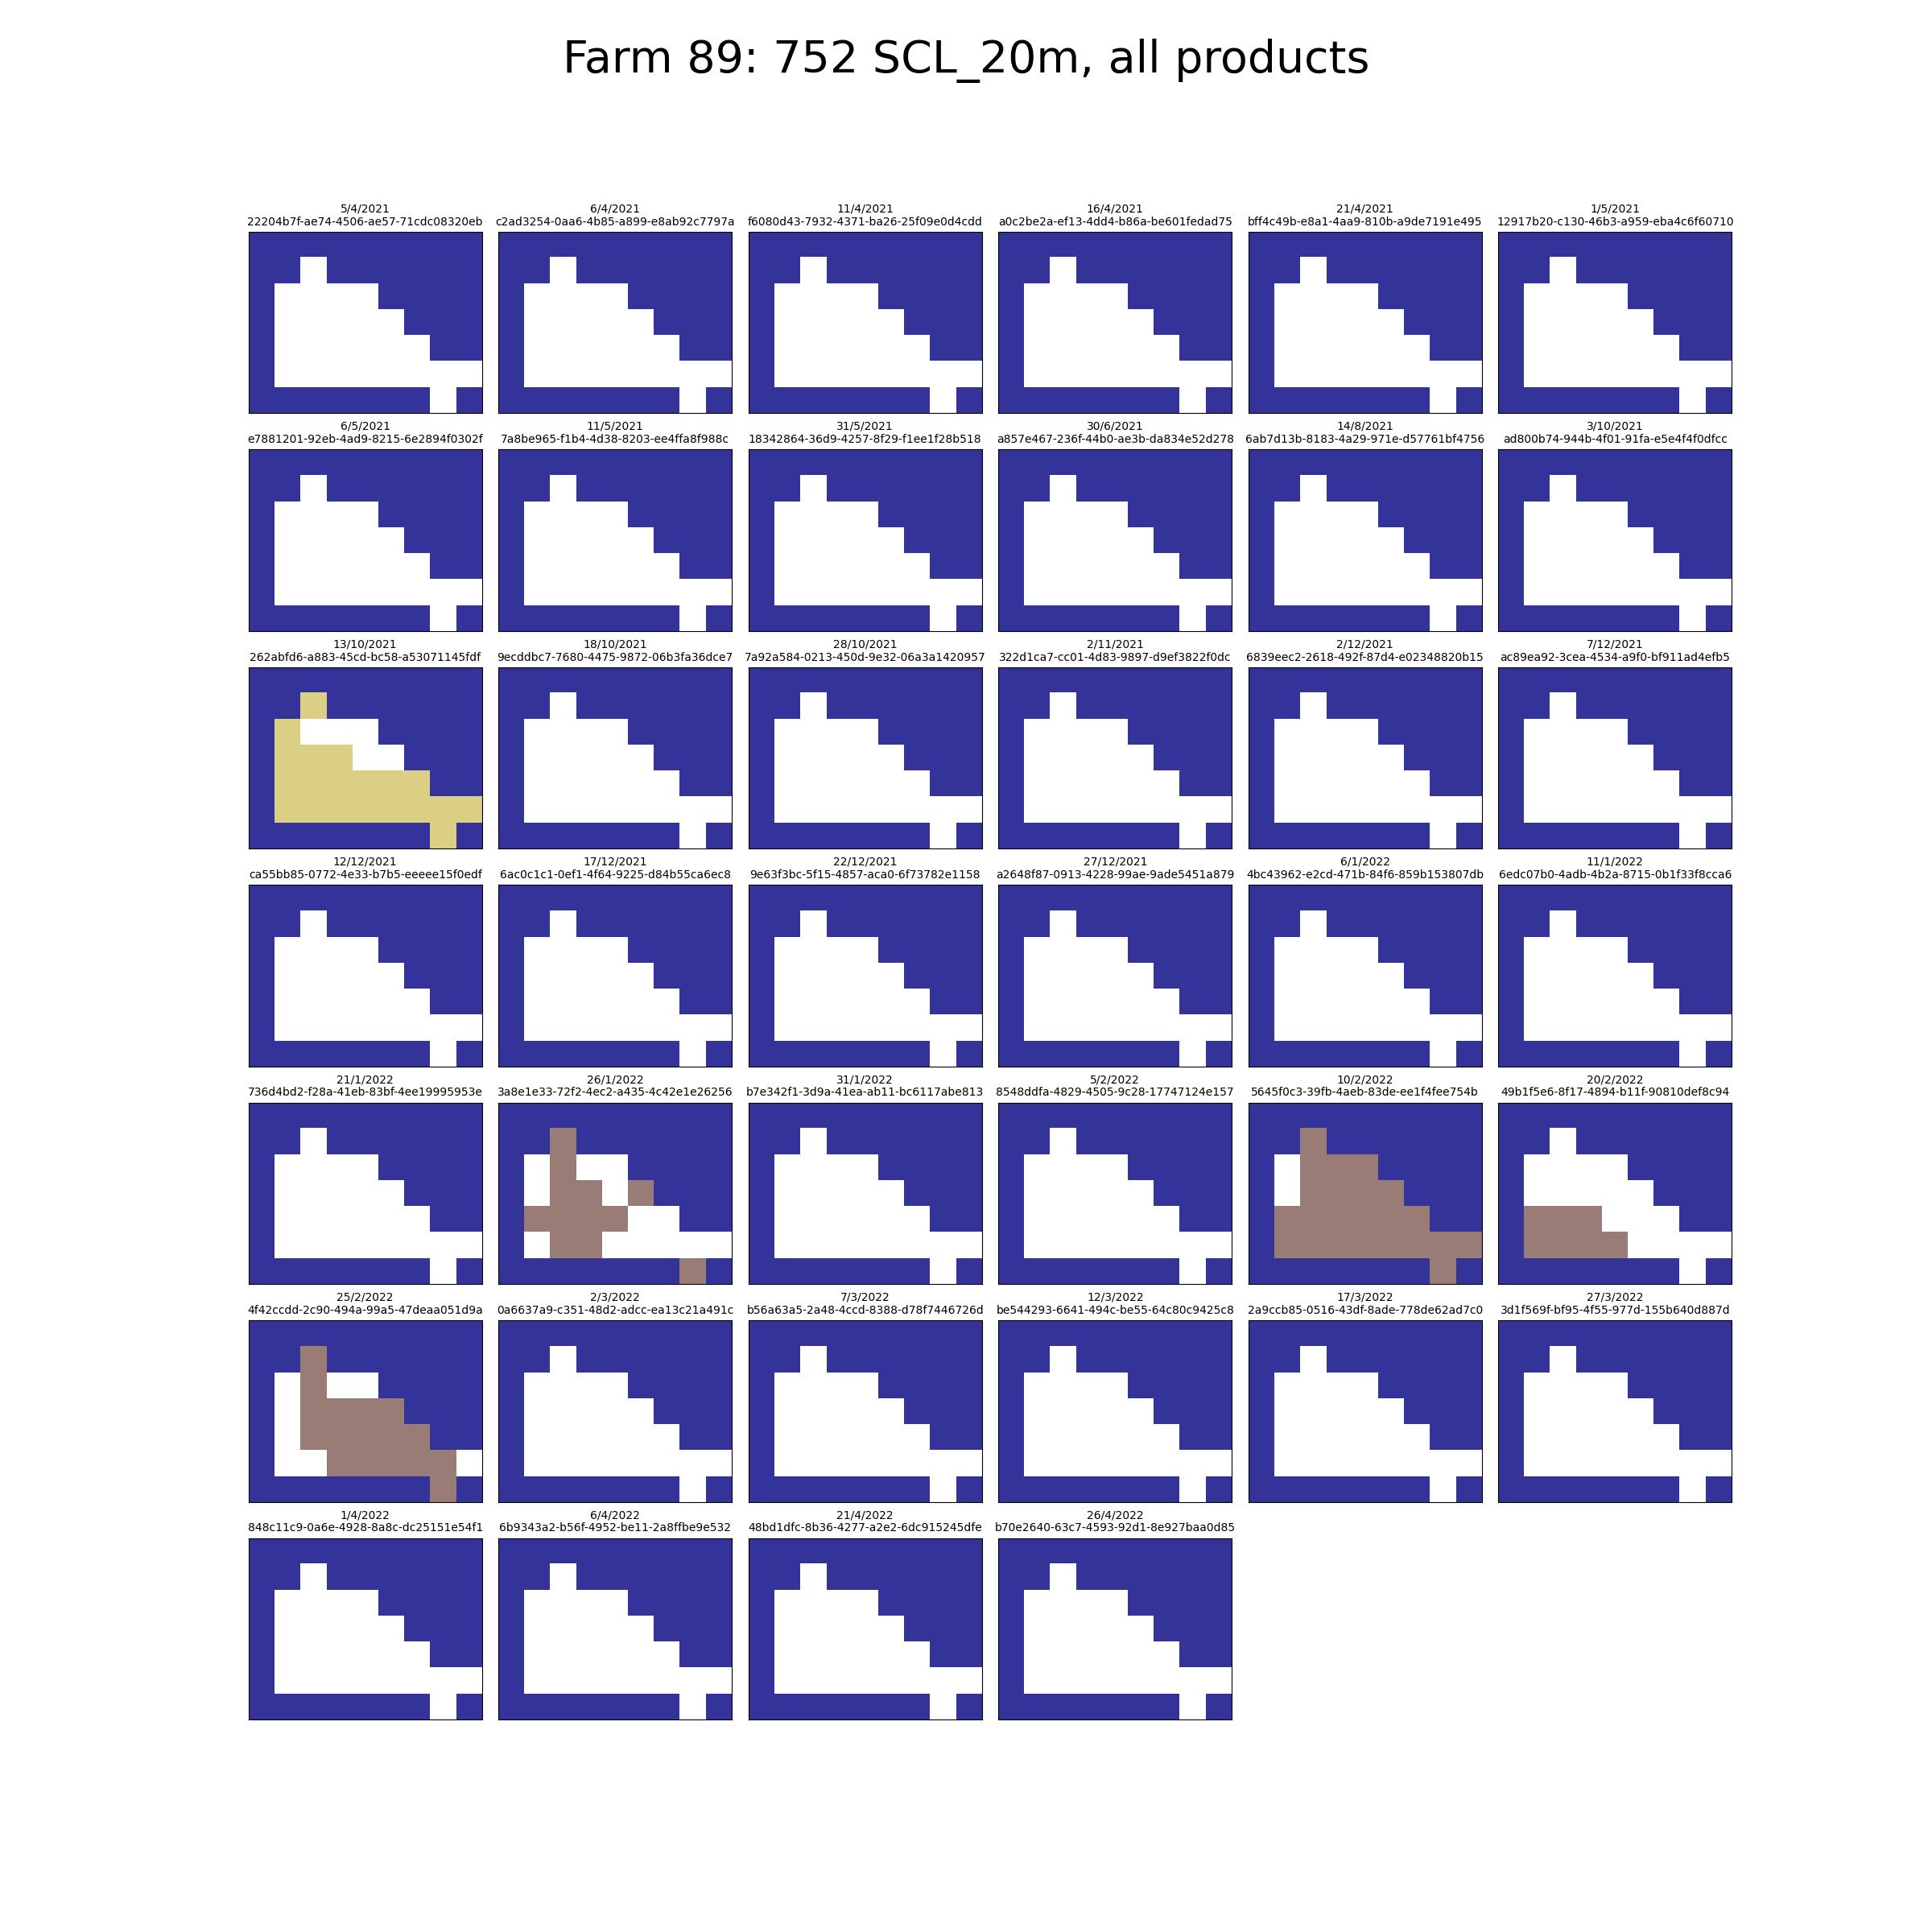 Farm 89: 752 SCL_20m, all products
5/4/2021
22204b7f-ae74-4506-ae57-71cdc08320eb
6/4/2021
c2ad3254-0aa6-4b85-a899-e8ab92c7797a
11/4/2021
f6080d43-7932-4371-ba26-25f09e0d4cdd
16/4/2021
a0c2be2a-ef13-4dd4-b86a-be601fedad75
21/4/2021
bff4c49b-e8a1-4aa9-810b-a9de7191e495
1/5/2021
12917b20-c130-46b3-a959-eba4c6f60710
6/5/2021
e7881201-92eb-4ad9-8215-6e2894f0302f
11/5/2021
7a8be965-f1b4-4d38-8203-ee4ffa8f988c
31/5/2021
18342864-36d9-4257-8f29-f1ee1f28b518
30/6/2021
a857e467-236f-44b0-ae3b-da834e52d278
14/8/2021
6ab7d13b-8183-4a29-971e-d57761bf4756
3/10/2021
ad800b74-944b-4f01-91fa-e5e4f4f0dfcc
13/10/2021
262abfd6-a883-45cd-bc58-a53071145fdf
18/10/2021
9ecddbc7-7680-4475-9872-06b3fa36dce7
28/10/2021
7a92a584-0213-450d-9e32-06a3a1420957
2/11/2021
322d1ca7-cc01-4d83-9897-d9ef3822f0dc
2/12/2021
6839eec2-2618-492f-87d4-e02348820b15
7/12/2021
ac89ea92-3cea-4534-a9f0-bf911ad4efb5
12/12/2021
ca55bb85-0772-4e33-b7b5-eeeee15f0edf
17/12/2021
6ac0c1c1-0ef1-4f64-9225-d84b55ca6ec8
22/12/2021
9e63f3bc-5f15-4857-aca0-6f73782e1158
27/12/2021
a2648f87-0913-4228-99ae-9ade5451a879
6/1/2022
4bc43962-e2cd-471b-84f6-859b153807db
11/1/2022
6edc07b0-4adb-4b2a-8715-0b1f33f8cca6
21/1/2022
736d4bd2-f28a-41eb-83bf-4ee19995953e
26/1/2022
3a8e1e33-72f2-4ec2-a435-4c42e1e26256
31/1/2022
b7e342f1-3d9a-41ea-ab11-bc6117abe813
5/2/2022
8548ddfa-4829-4505-9c28-17747124e157
10/2/2022
5645f0c3-39fb-4aeb-83de-ee1f4fee754b
20/2/2022
49b1f5e6-8f17-4894-b11f-90810def8c94
25/2/2022
4f42ccdd-2c90-494a-99a5-47deaa051d9a
2/3/2022
0a6637a9-c351-48d2-adcc-ea13c21a491c
7/3/2022
b56a63a5-2a48-4ccd-8388-d78f7446726d
12/3/2022
be544293-6641-494c-be55-64c80c9425c8
17/3/2022
2a9ccb85-0516-43df-8ade-778de62ad7c0
27/3/2022
3d1f569f-bf95-4f55-977d-155b640d887d
1/4/2022
848c11c9-0a6e-4928-8a8c-dc25151e54f1
6/4/2022
6b9343a2-b56f-4952-be11-2a8ffbe9e532
21/4/2022
48bd1dfc-8b36-4277-a2e2-6dc915245dfe
26/4/2022
b70e2640-63c7-4593-92d1-8e927baa0d85